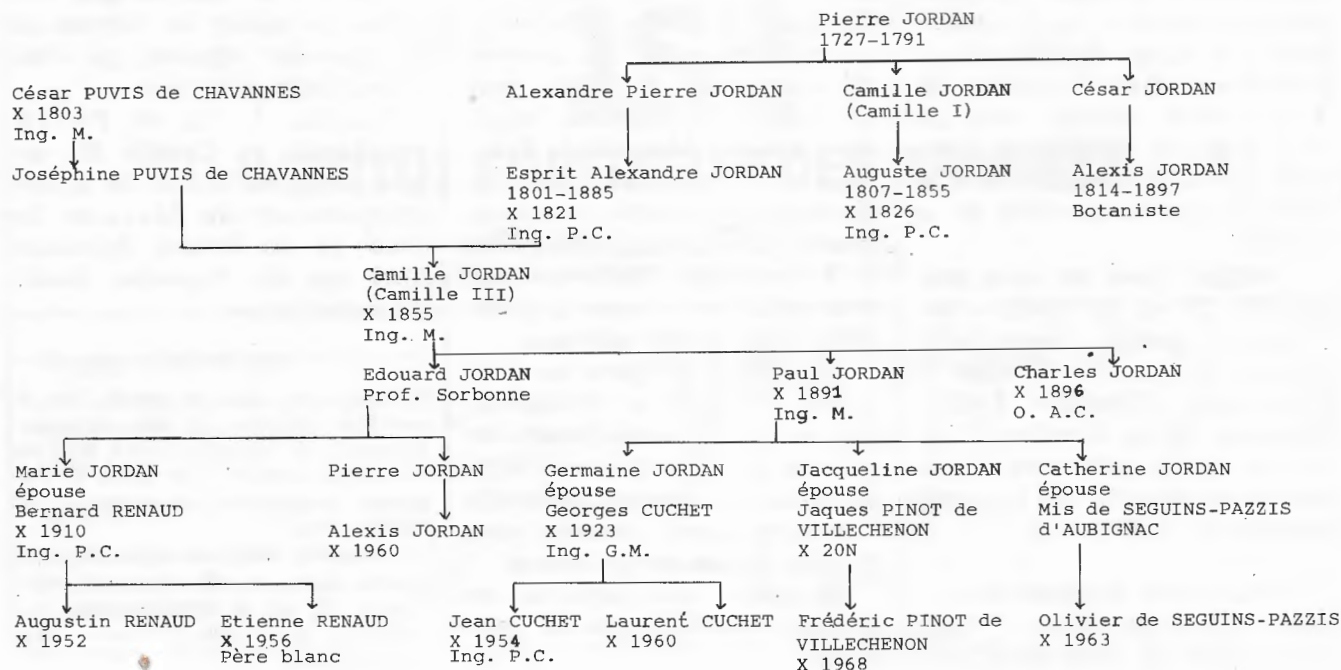 Pierre JORDAN
1727-1791
César PUVIS de CHAVANNES
X 1803
Ing. M.
Alexandre Pierre JORDAN
Camille JORDAN
(Camille I)
César JORDAN
Joséphine PUVIS de CHAVANNES
Esprit Alexandre JORDAN
1801-1885
X 1821
Ing. P.C.
Auguste JORDAN
1807-1855
X 1826
Ing. P.C.
Alexis JORDAN
1814-1897
Botaniste
Camille JORDAN
(Camille III)
X 1855
Ing. M.
Edouard JORDAN
Prof. Sorbonne
Paul JORDAN
X 1891
Ing. M.
Charles JORDAN
X 1896
O. A.C.
Marie JORDAN
épouse
Bernard RENAUD
X 1910
Ing. P.C.
Pierre JORDAN
Alexis JORDAN
X 1960
Germaine JORDAN
épouse
Georges CUCHET
X 1923
Ing. G.M.
Jacqueline JORDAN
épouse
Jaques PINOT de
VILLECHENON
X 20N
Catherine JORDAN
épouse
Mis de SEGUINS-PAZZIS
d'AUBIGNAC
Augustin RENAUD
X 1952
Etienne RENAUD
X 1956
Père blanc
Jean CUCHET
X 1954
Ing. P.C.
Laurent CUCHET
X 1960
Frédéric PINOT de
VILLECHENON
X 1968
Olivier de SEGUINS-PAZZIS
X 1963